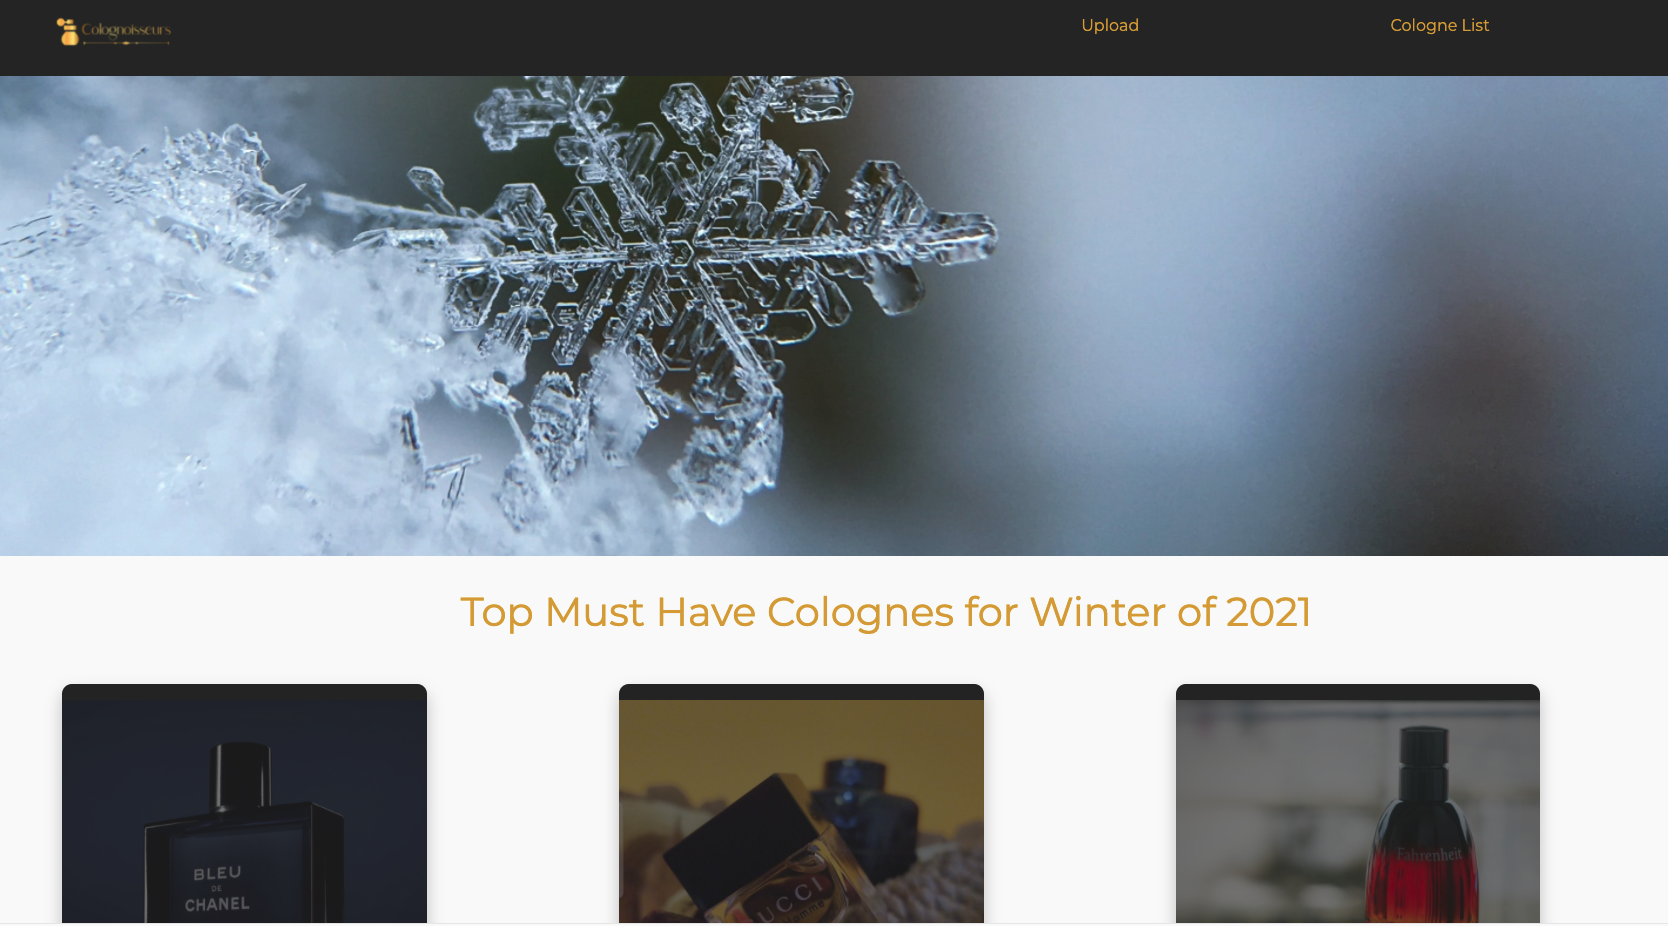 Colognoisseurs
Upload
Cologne List
Top Must Have Colognes for Winter of 2021
BLEU
DE
CHANEL
UCCI
Fahrenheit